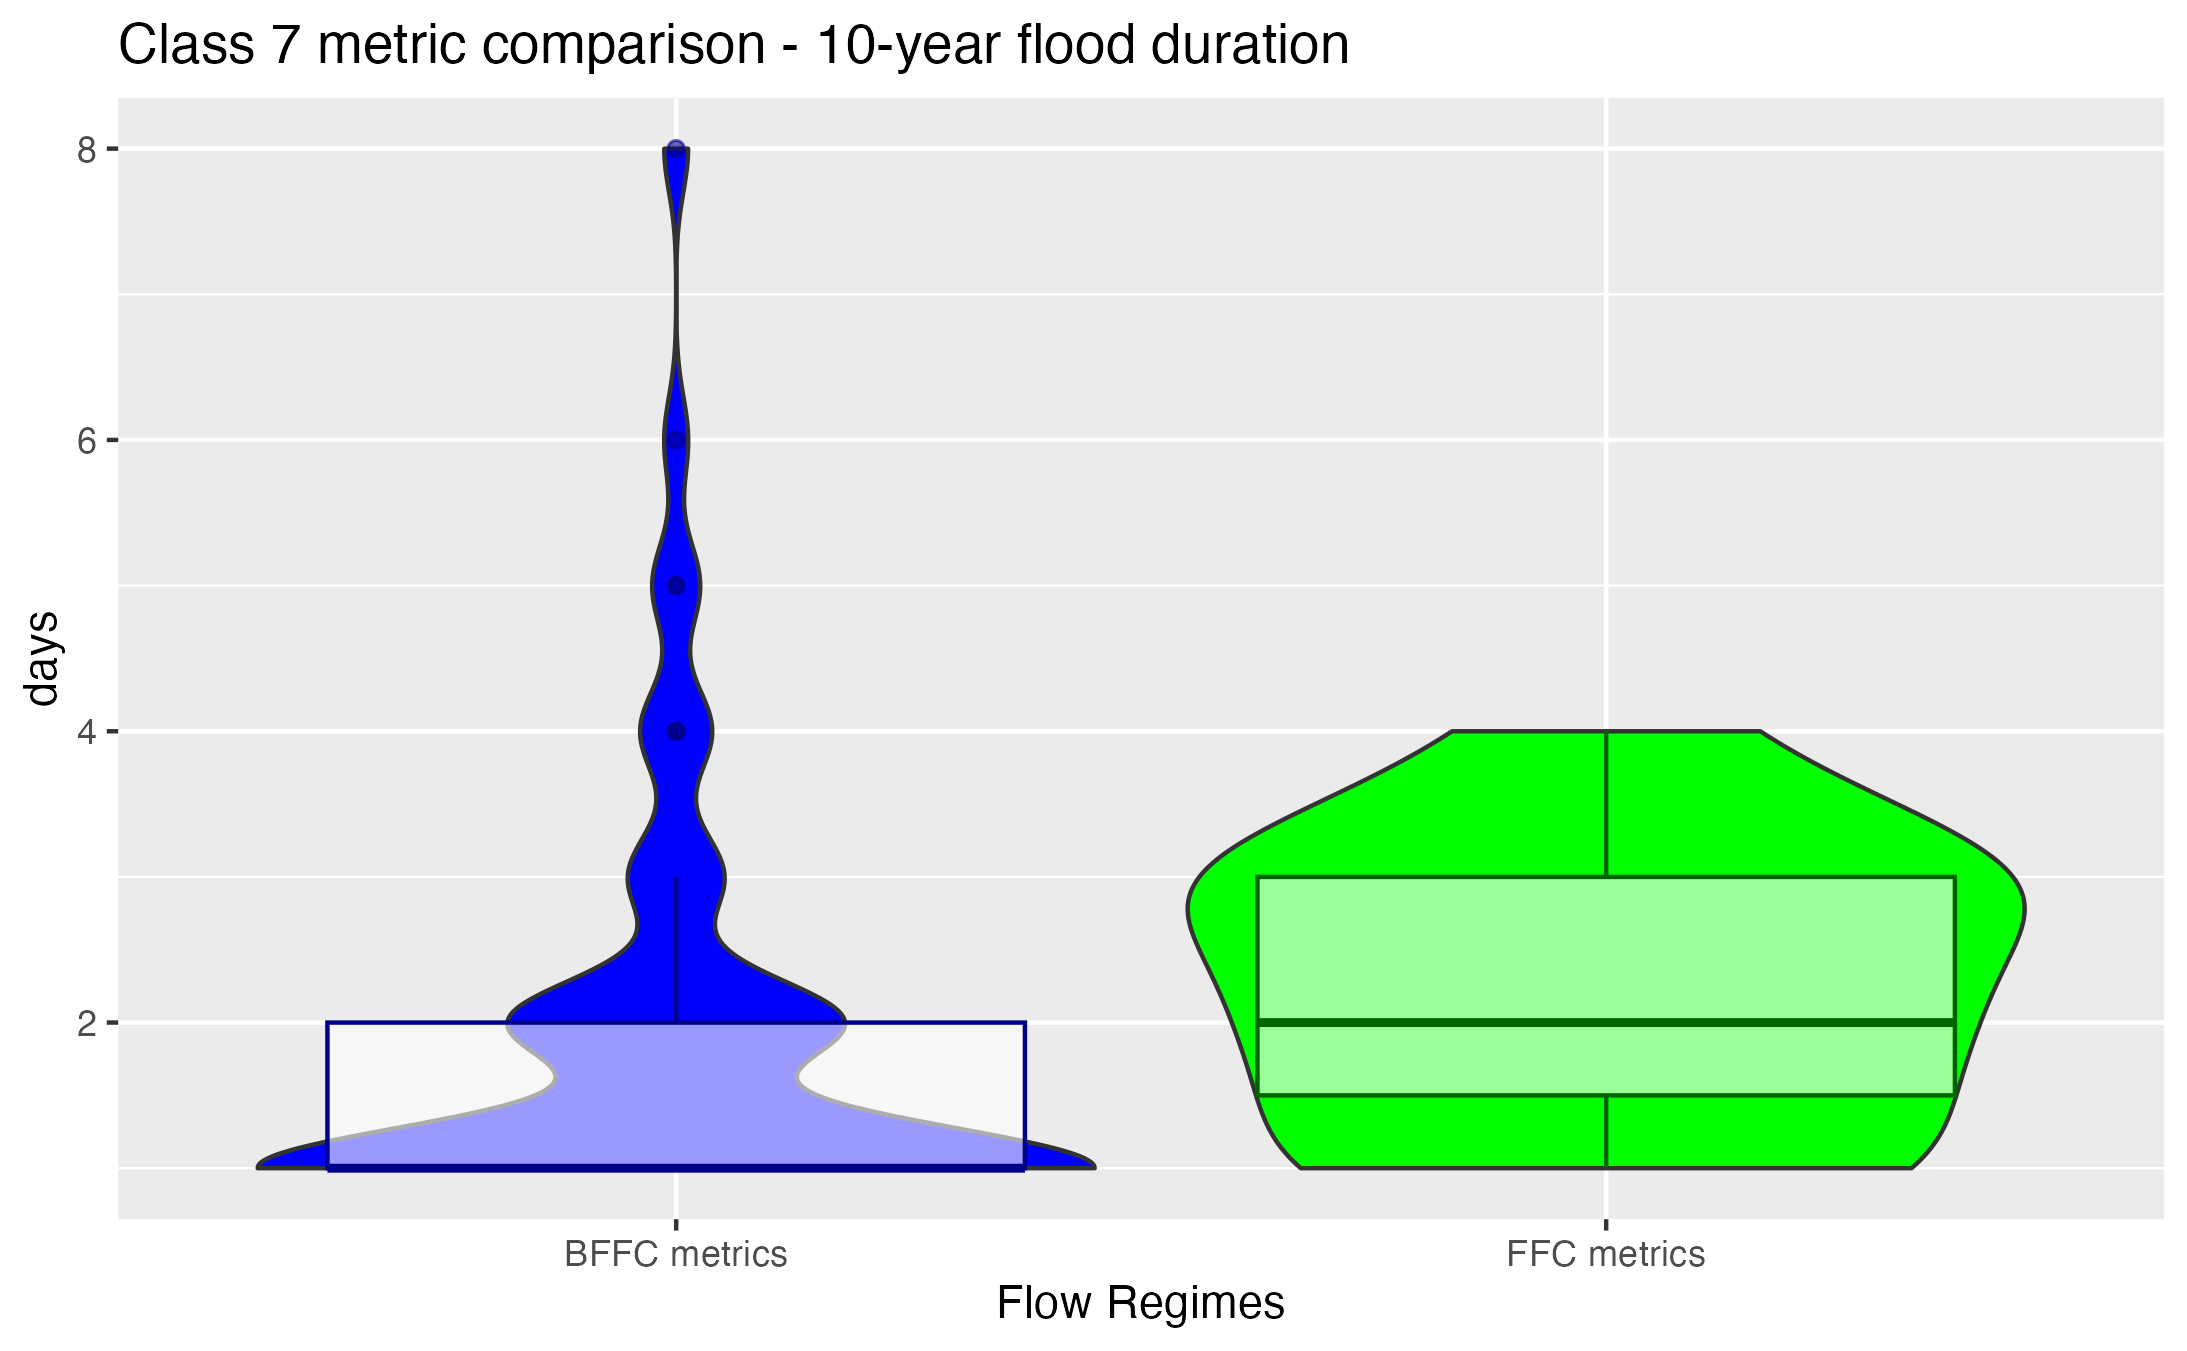 Class 7 metric comparison - 10-year flood duration
8
6
4
2
days
BFFC metrics
FFC metrics
Flow Regimes